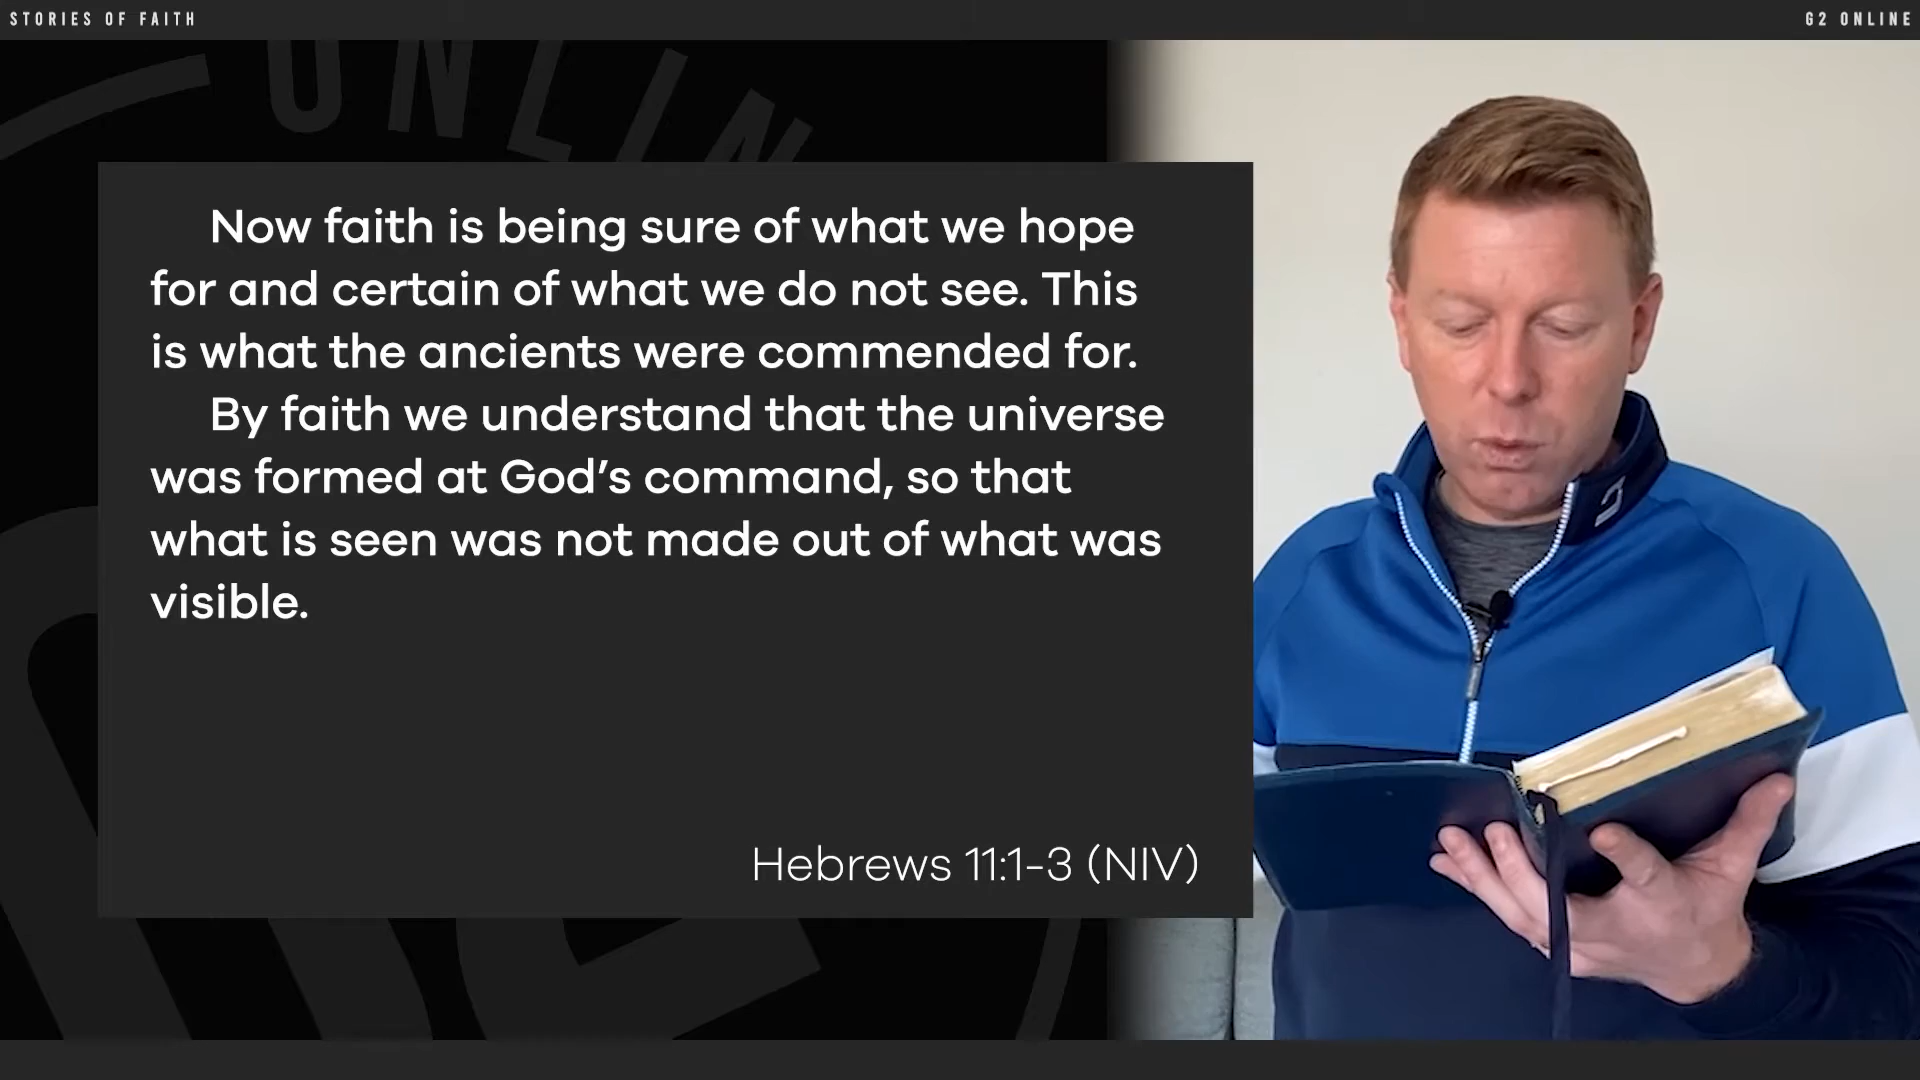 STORIES OF FAITH
G2 ONLINE
ONLIN
Now faith is being sure of what we hope
for and certain of what we do not see. This
is what the ancients were commended for.
By faith we understand that the universe
was formed at God’s command, so that
what is seen was not made out of what was
visible.
Hebrews 11:1-3 (NIV)